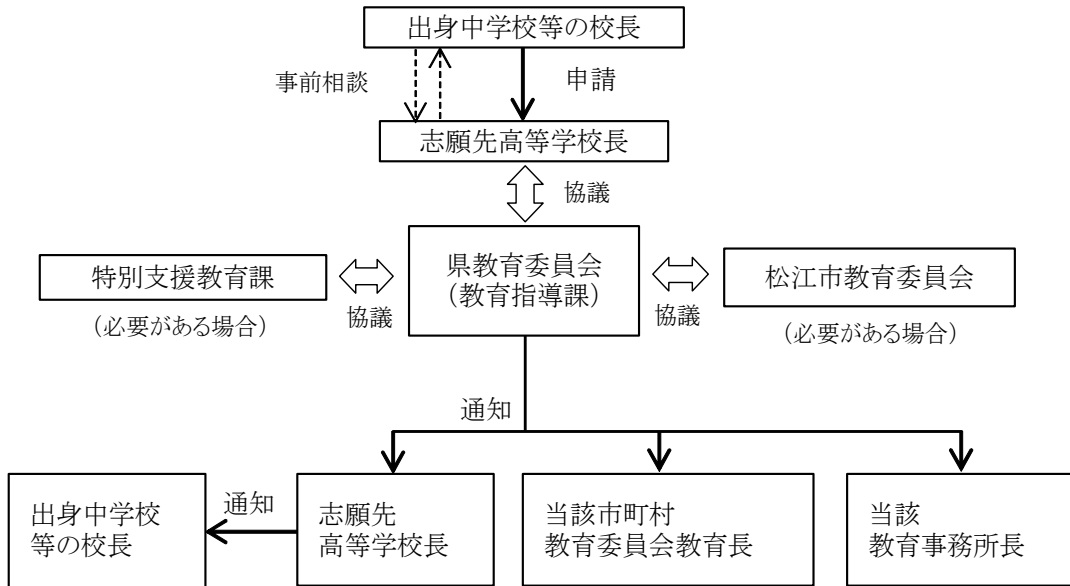 出身中学校等の校長
事前相談
申請
志願先高等学校長
協議
特別支援教育課
県教育委員会
（教育指導課）
松江市教育委員会
協議
協議
（必要がある場合）
（必要がある場合）
通知
出身中学校
等の校長
通知
志願先
高等学校長
当該市町村
教育委員会教育長
当該
教育事務所長